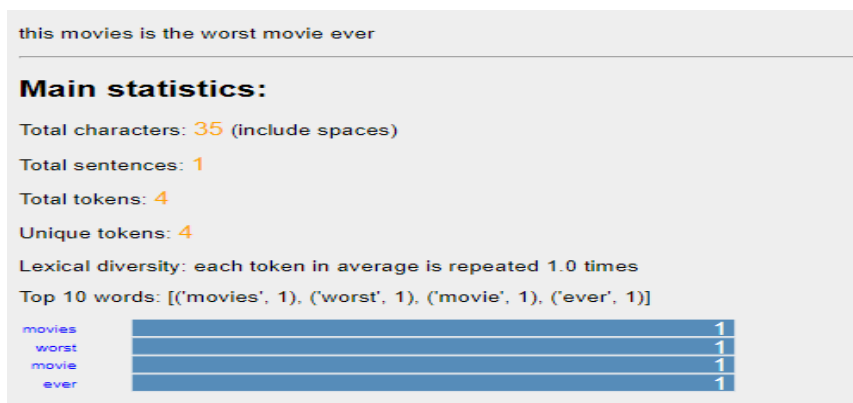 this movies is the worst movie ever
Main statistics:
Total characters: 35 (include spaces)
Total sentences: 1
Total tokens: 4
Unique tokens: 4
Lexical diversity: each token in average is repeated 1.0 times
Top 10 words: [('movies', 1), ('worst', 1), ('movie', 1), ('ever', 1)]
movies 1
worst 1
movie 1
ever 1